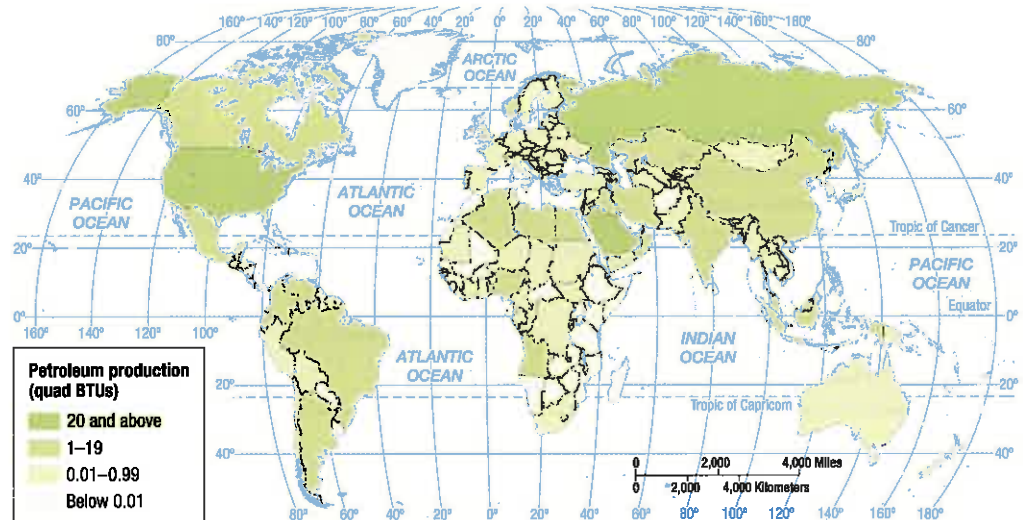 160° 140° 120° 80° 60° 40° 20° 0° 20° 40° 60° 80° 120° 140° 160° 180°
80° 80°
ARCTIC
OCEAN
60° 60°
40° 40°
PACIFIC
OCEAN
ATLANTIC
OCEAN
Tropic of Cancer
20° 20°
PACIFIC
OCEAN
Equator
0° 0°
160° 140° 120° 100°
ATLANTIC
OCEAN
INDIAN
OCEAN
20° 20°
Tropic of Capricorn
40° 40°
0 2,000 4,000 Miles
0 2,000 4,000 Kilometers
80° 60° 40° 20° 0° 20° 40° 60° 80° 100° 120° 140° 160° 180°
Petroleum production
(quad BTUs)
20 and above
1–19
0.01–0.99
Below 0.01